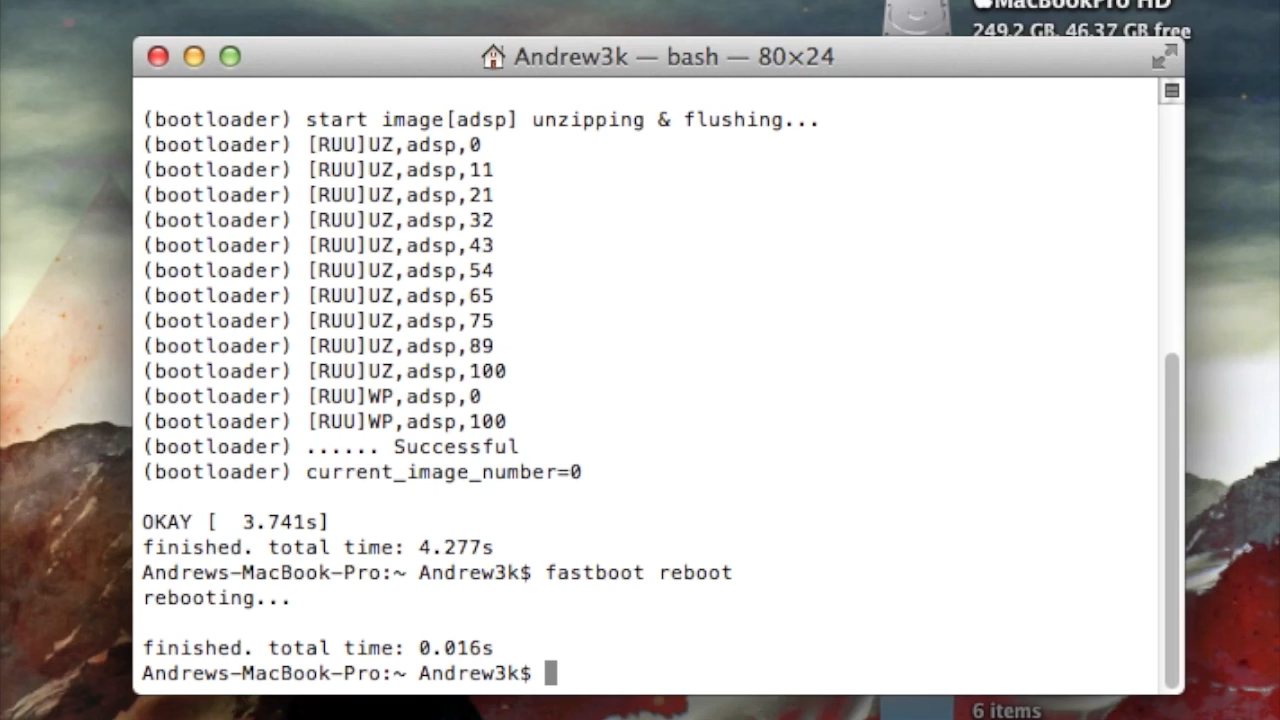 MacBookPro HD
249.2 GB, 46.37 GB free
Andrew3k — bash — 80×24
(bootloader) start image[adsp] unzipping & flushing...
(bootloader) [RUU]UZ,adsp,0
(bootloader) [RUU]UZ,adsp,11
(bootloader) [RUU]UZ,adsp,21
(bootloader) [RUU]UZ,adsp,32
(bootloader) [RUU]UZ,adsp,43
(bootloader) [RUU]UZ,adsp,54
(bootloader) [RUU]UZ,adsp,65
(bootloader) [RUU]UZ,adsp,75
(bootloader) [RUU]UZ,adsp,89
(bootloader) [RUU]UZ,adsp,100
(bootloader) [RUU]WP,adsp,0
(bootloader) [RUU]WP,adsp,100
(bootloader) ...... Successful
(bootloader) current_image_number=0
OKAY [  3.741s]
finished. total time: 4.277s
Andrews-MacBook-Pro:~ Andrew3k$ fastboot reboot
rebooting...
finished. total time: 0.016s
Andrews-MacBook-Pro:~ Andrew3k$
6 items